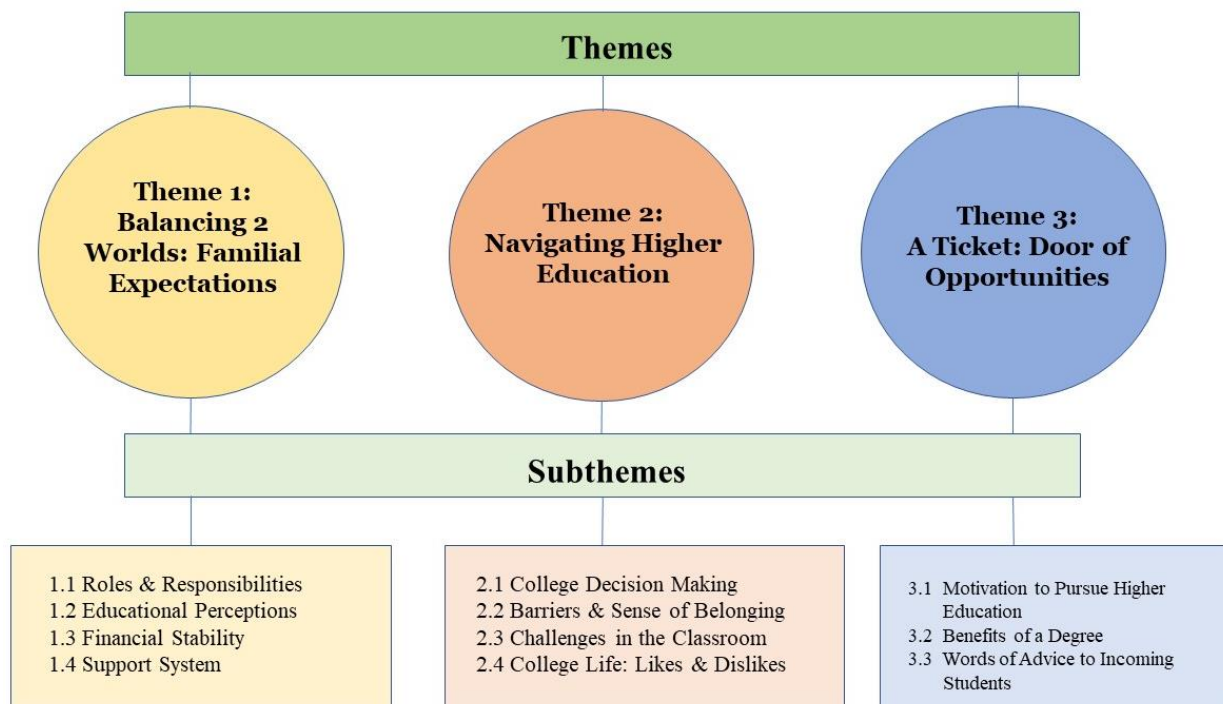 Themes
Theme 1:
Balancing 2
Worlds: Familial
Expectations
Theme 2:
Navigating Higher
Education
Theme 3:
A Ticket: Door of
Opportunities
Subthemes
1.1 Roles & Responsibilities
1.2 Educational Perceptions
1.3 Financial Stability
1.4 Support System
2.1 College Decision Making
2.2 Barriers & Sense of Belonging
2.3 Challenges in the Classroom
2.4 College Life: Likes & Dislikes
3.1 Motivation to Pursue Higher
Education
3.2 Benefits of a Degree
3.3 Words of Advice to Incoming
Students